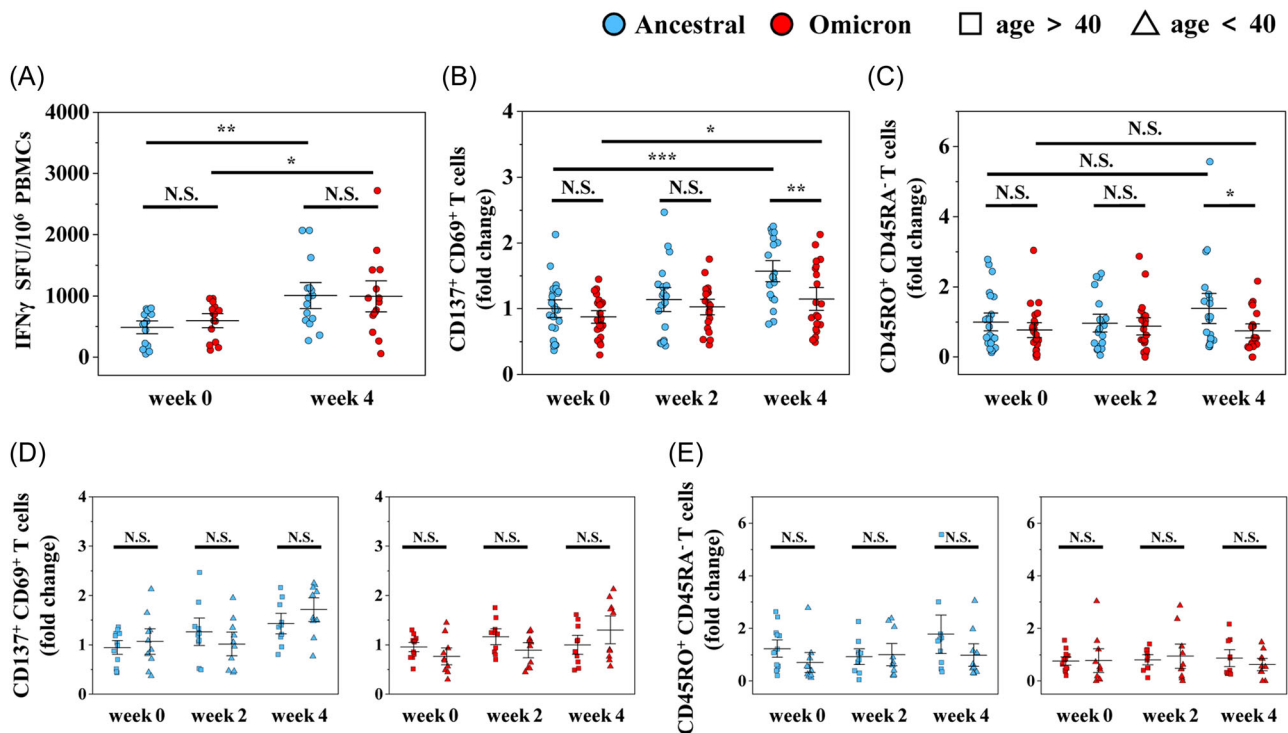 Ancestral Omicron age > 40 age < 40
(A)
IFNγ SFU/10⁶ PBMCs
4000
3000
2000
1000
0
**
*
N.S. N.S.
week 0 week 4
(B)
CD137⁺ CD69⁺ T cells
(fold change)
4
3
2
1
0
*
***
N.S. N.S. **
week 0 week 2 week 4
(C)
CD45RO⁺ CD45RA⁻T cells
(fold change)
6
4
2
0
N.S.
N.S.
N.S. N.S. *
week 0 week 2 week 4
(D)
CD137⁺ CD69⁺ T cells
(fold change)
4
3
2
1
0
N.S. N.S. N.S.
week 0 week 2 week 4
4
3
2
1
0
N.S. N.S. N.S.
week 0 week 2 week 4
(E)
CD45RO⁺ CD45RA⁻T cells
(fold change)
6
4
2
0
N.S. N.S. N.S.
week 0 week 2 week 4
6
4
2
0
N.S. N.S. N.S.
week 0 week 2 week 4